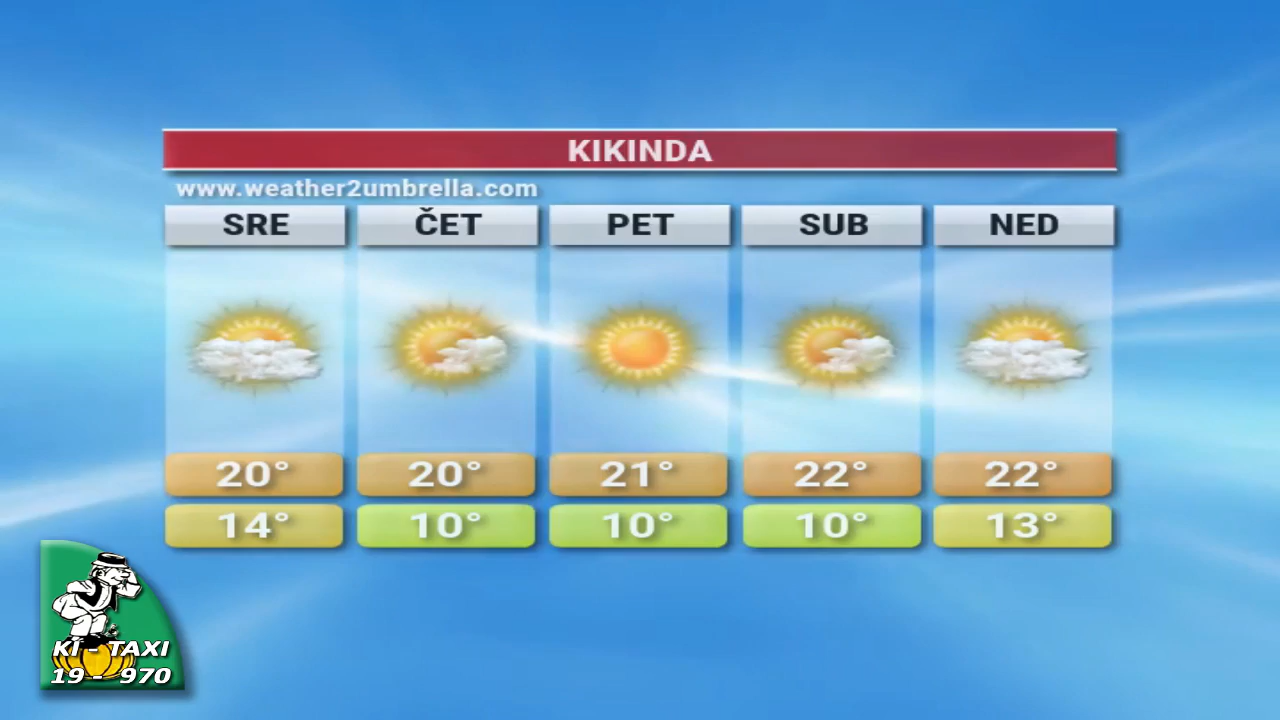 KIKINDA
www.weather2umbrella.com
SRE ČET PET SUB NED
20° 20° 21° 22° 22°
14° 10° 10° 10° 13°
KI - TAXI
19 - 970